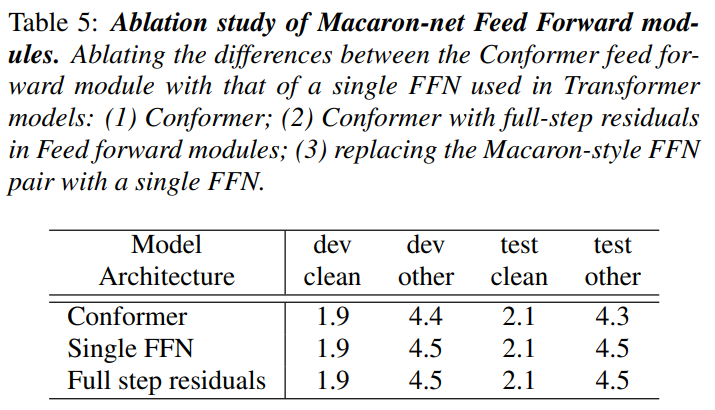 Table 5: Ablation study of Macaron-net Feed Forward mod-
ules. Ablating the differences between the Conformer feed for-
ward module with that of a single FFN used in Transformer
models: (1) Conformer; (2) Conformer with full-step residuals
in Feed forward modules; (3) replacing the Macaron-style FFN
pair with a single FFN.
Model dev dev test test
Architecture clean other clean other
Conformer 1.9 4.4 2.1 4.3
Single FFN 1.9 4.5 2.1 4.5
Full step residuals 1.9 4.5 2.1 4.5